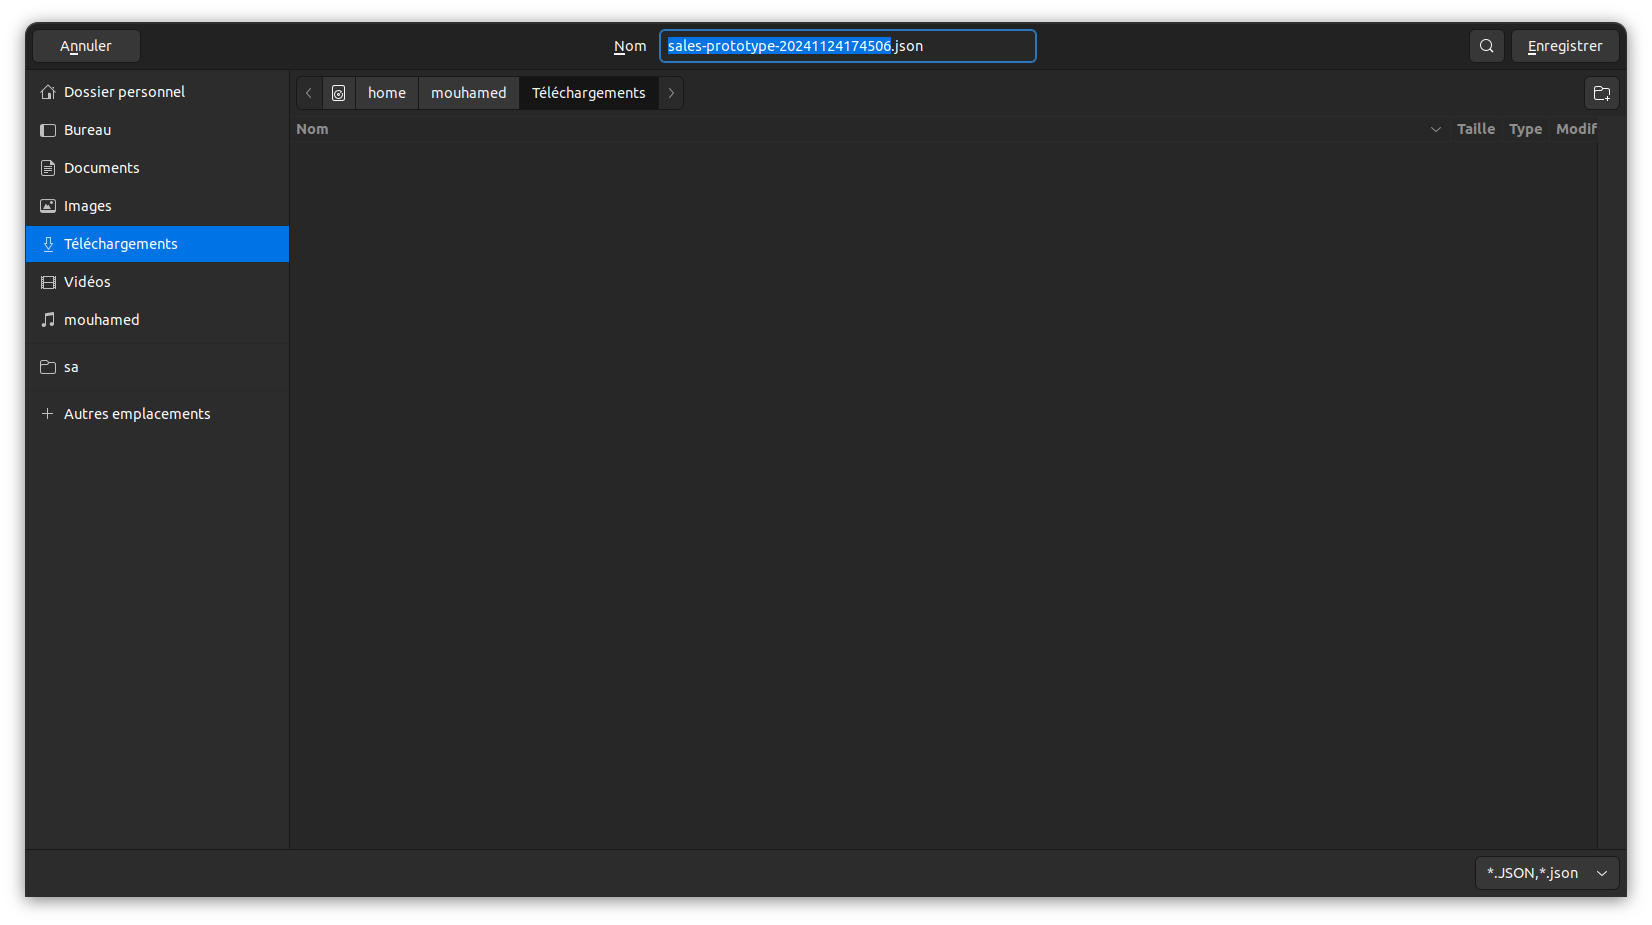 Annuler
Nom
sales-prototype-20241124174506.json
Enregistrer
Dossier personnel
Bureau
Documents
Images
Téléchargements
Vidéos
mouhamed
sa
Autres emplacements
home
mouhamed
Téléchargements
Nom
Taille
Type
Modif
*.JSON,*.json